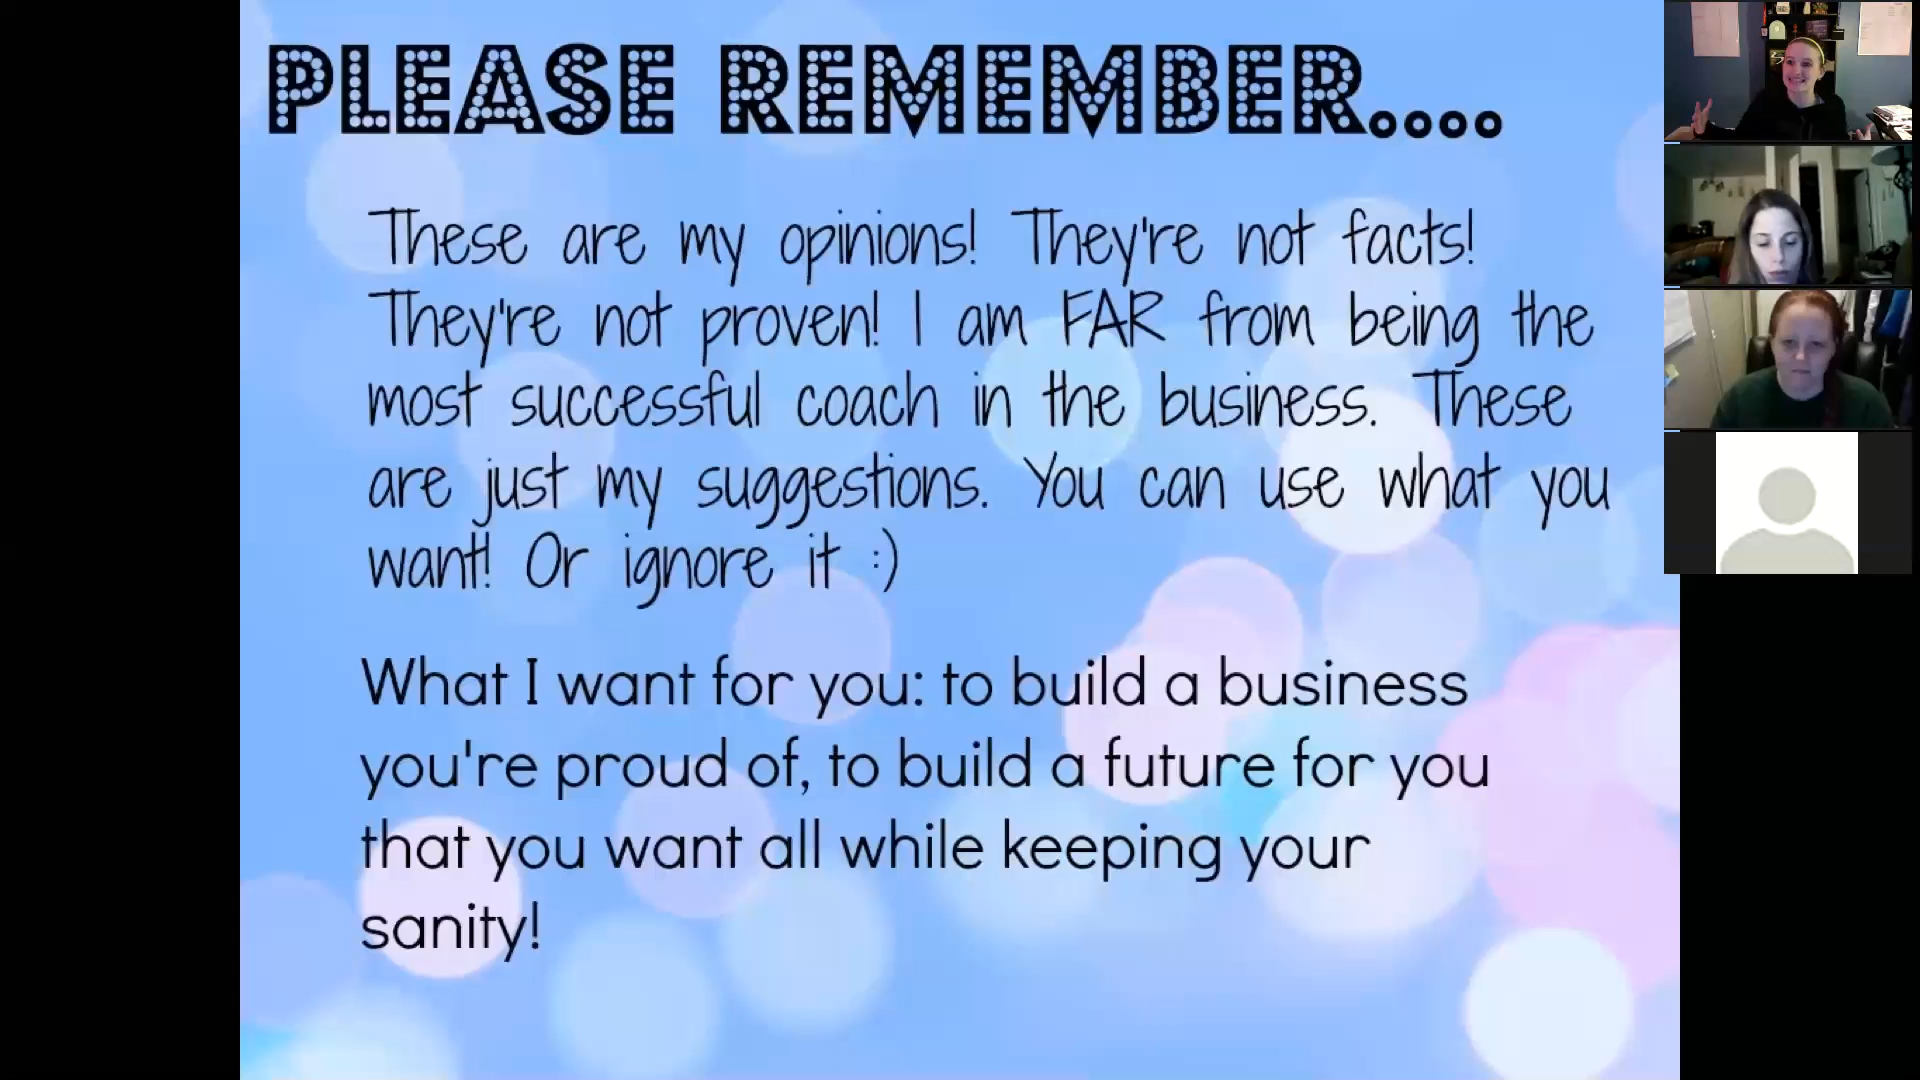 PLEASE REMEMBER....
These are my opinions! They're not facts!
They're not proven! I am FAR from being the
most successful coach in the business. These
are just my suggestions. You can use what you
want! Or ignore it :)
What I want for you: to build a business
you're proud of, to build a future for you
that you want all while keeping your
sanity!